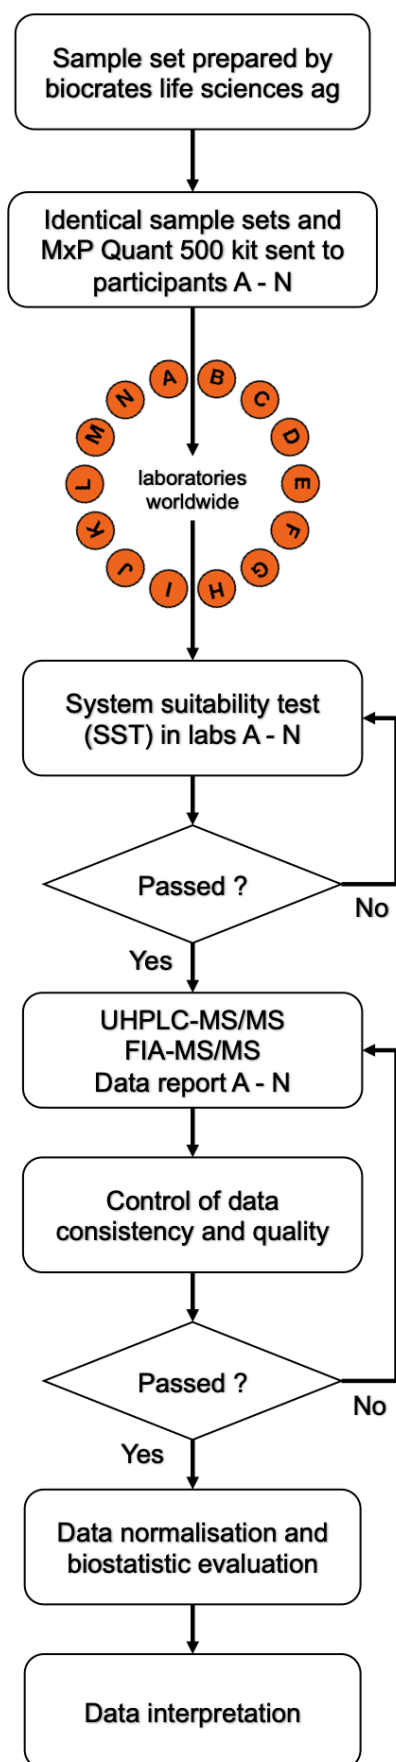 Sample set prepared by
biocrates life sciences ag
Identical sample sets and
MxP Quant 500 kit sent to
participants A - N
A
B
C
D
E
F
G
H
I
J
K
L
M
N
laboratories
worldwide
System suitability test
(SST) in labs A - N
Passed ?
No
Yes
UHPLC-MS/MS
FIA-MS/MS
Data report A - N
Control of data
consistency and quality
Passed ?
No
Yes
Data normalisation and
biostatistic evaluation
Data interpretation